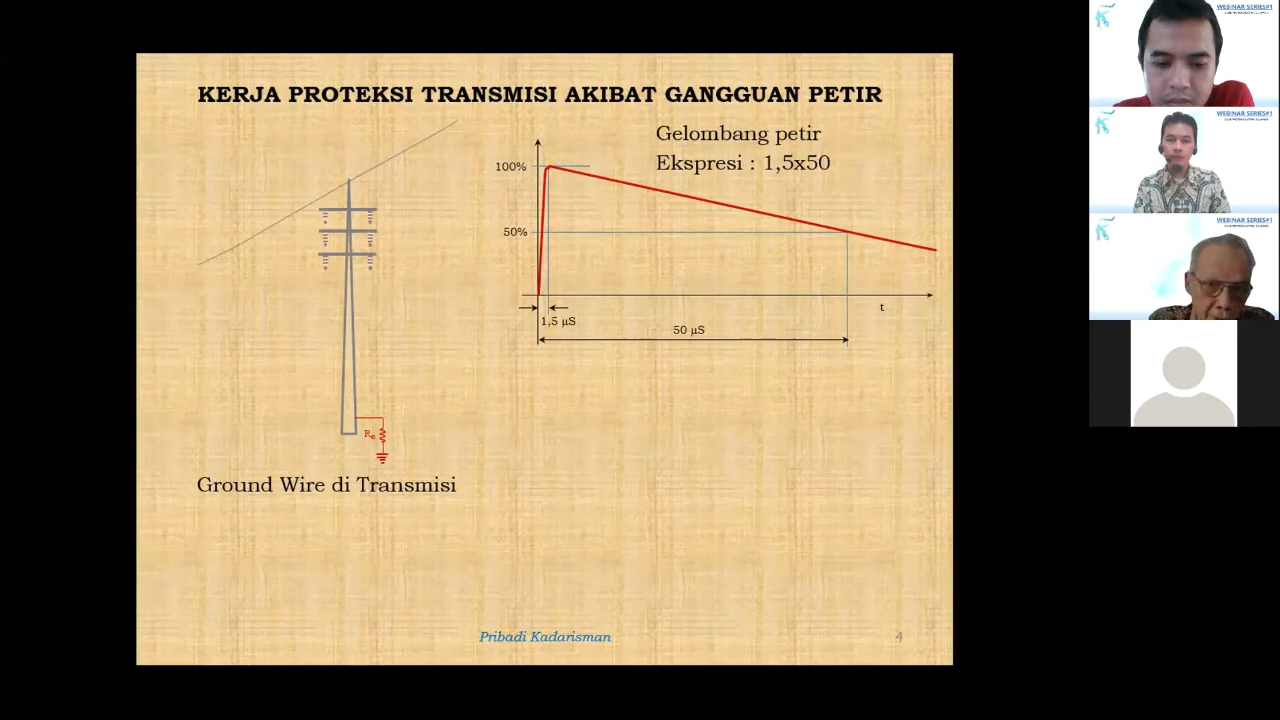 KERJA PROTEKSI TRANSMISI AKIBAT GANGGUAN PETIR
Gelombang petir
Ekspresi : 1,5x50
100%
50%
t
1,5 µS
50 µS
Re
Ground Wire di Transmisi
Pribadi Kadarisman
4
WEBINAR SERIES#1
WEBINAR SERIES#1
WEBINAR SERIES#1